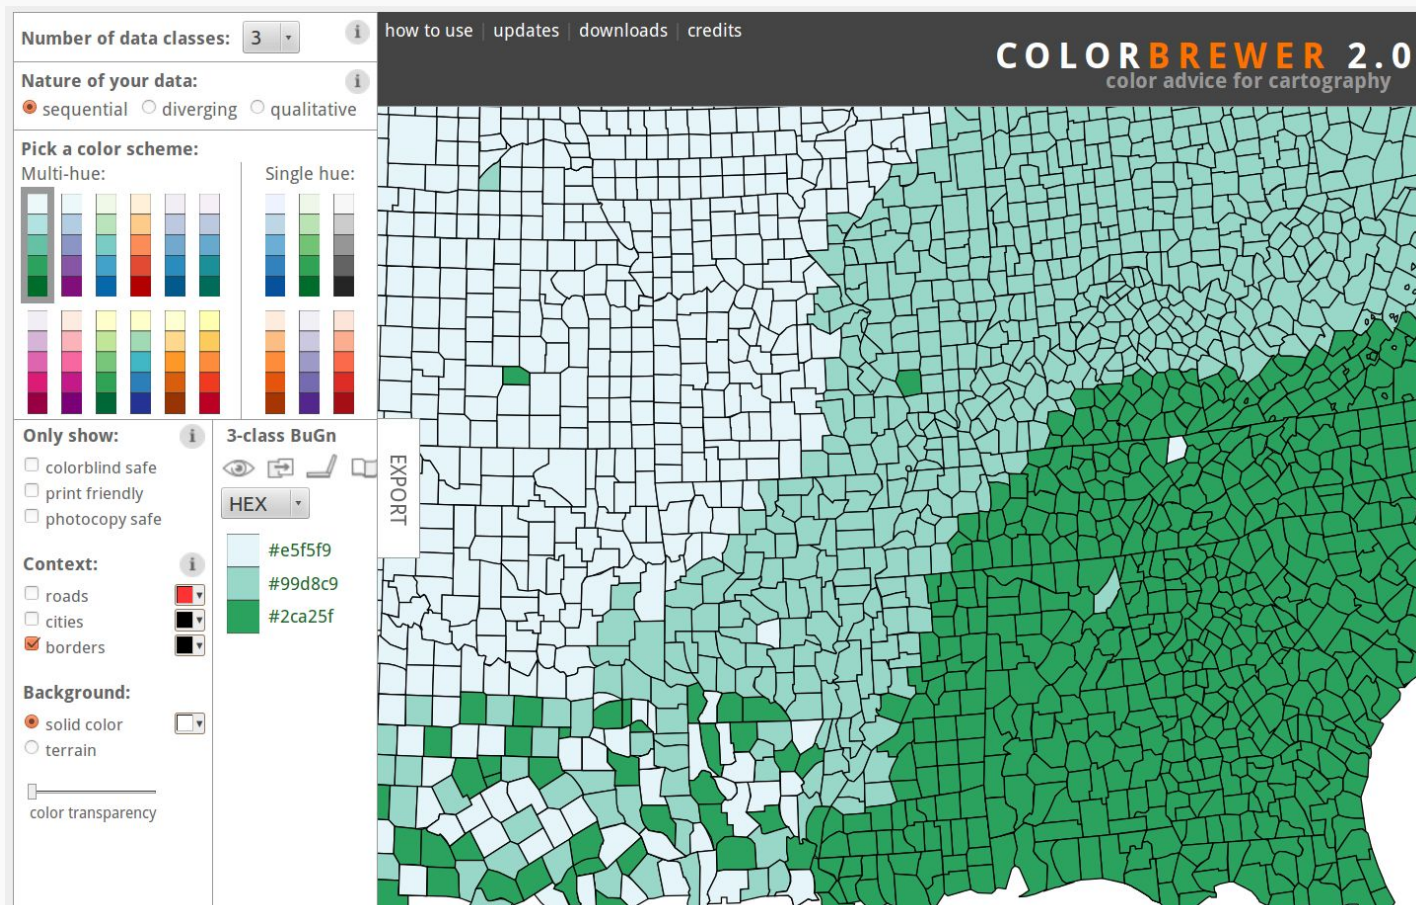 Number of data classes: 3 i
how to use | updates | downloads | credits
COLORBREWER 2.0
color advice for cartography
Nature of your data: i
sequential diverging qualitative
Pick a color scheme:
Multi-hue: Single hue:
Only show: i
colorblind safe
print friendly
photocopy safe
Context: i
roads
cities
borders
Background:
solid color
terrain
color transparency
3-class BuGn
HEX
#e5f5f9
#99d8c9
#2ca25f
EXPORT